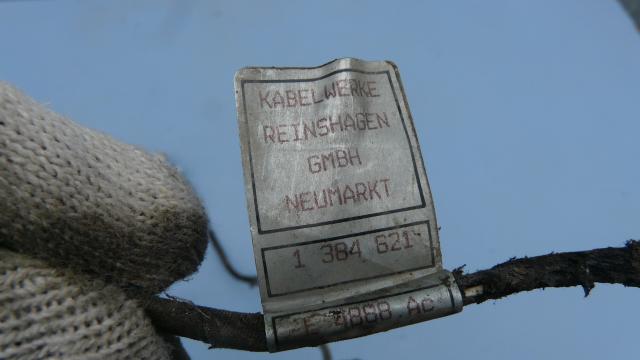 KABELWERKE
REINSHAGEN
GMBH
NEUMARKT
1 384 621